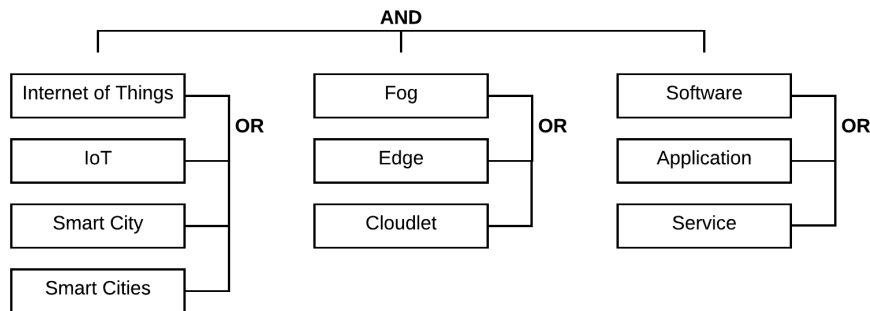 AND
Internet of Things
Fog
Software
OR
OR
OR
IoT
Edge
Application
Smart City
Cloudlet
Service
Smart Cities